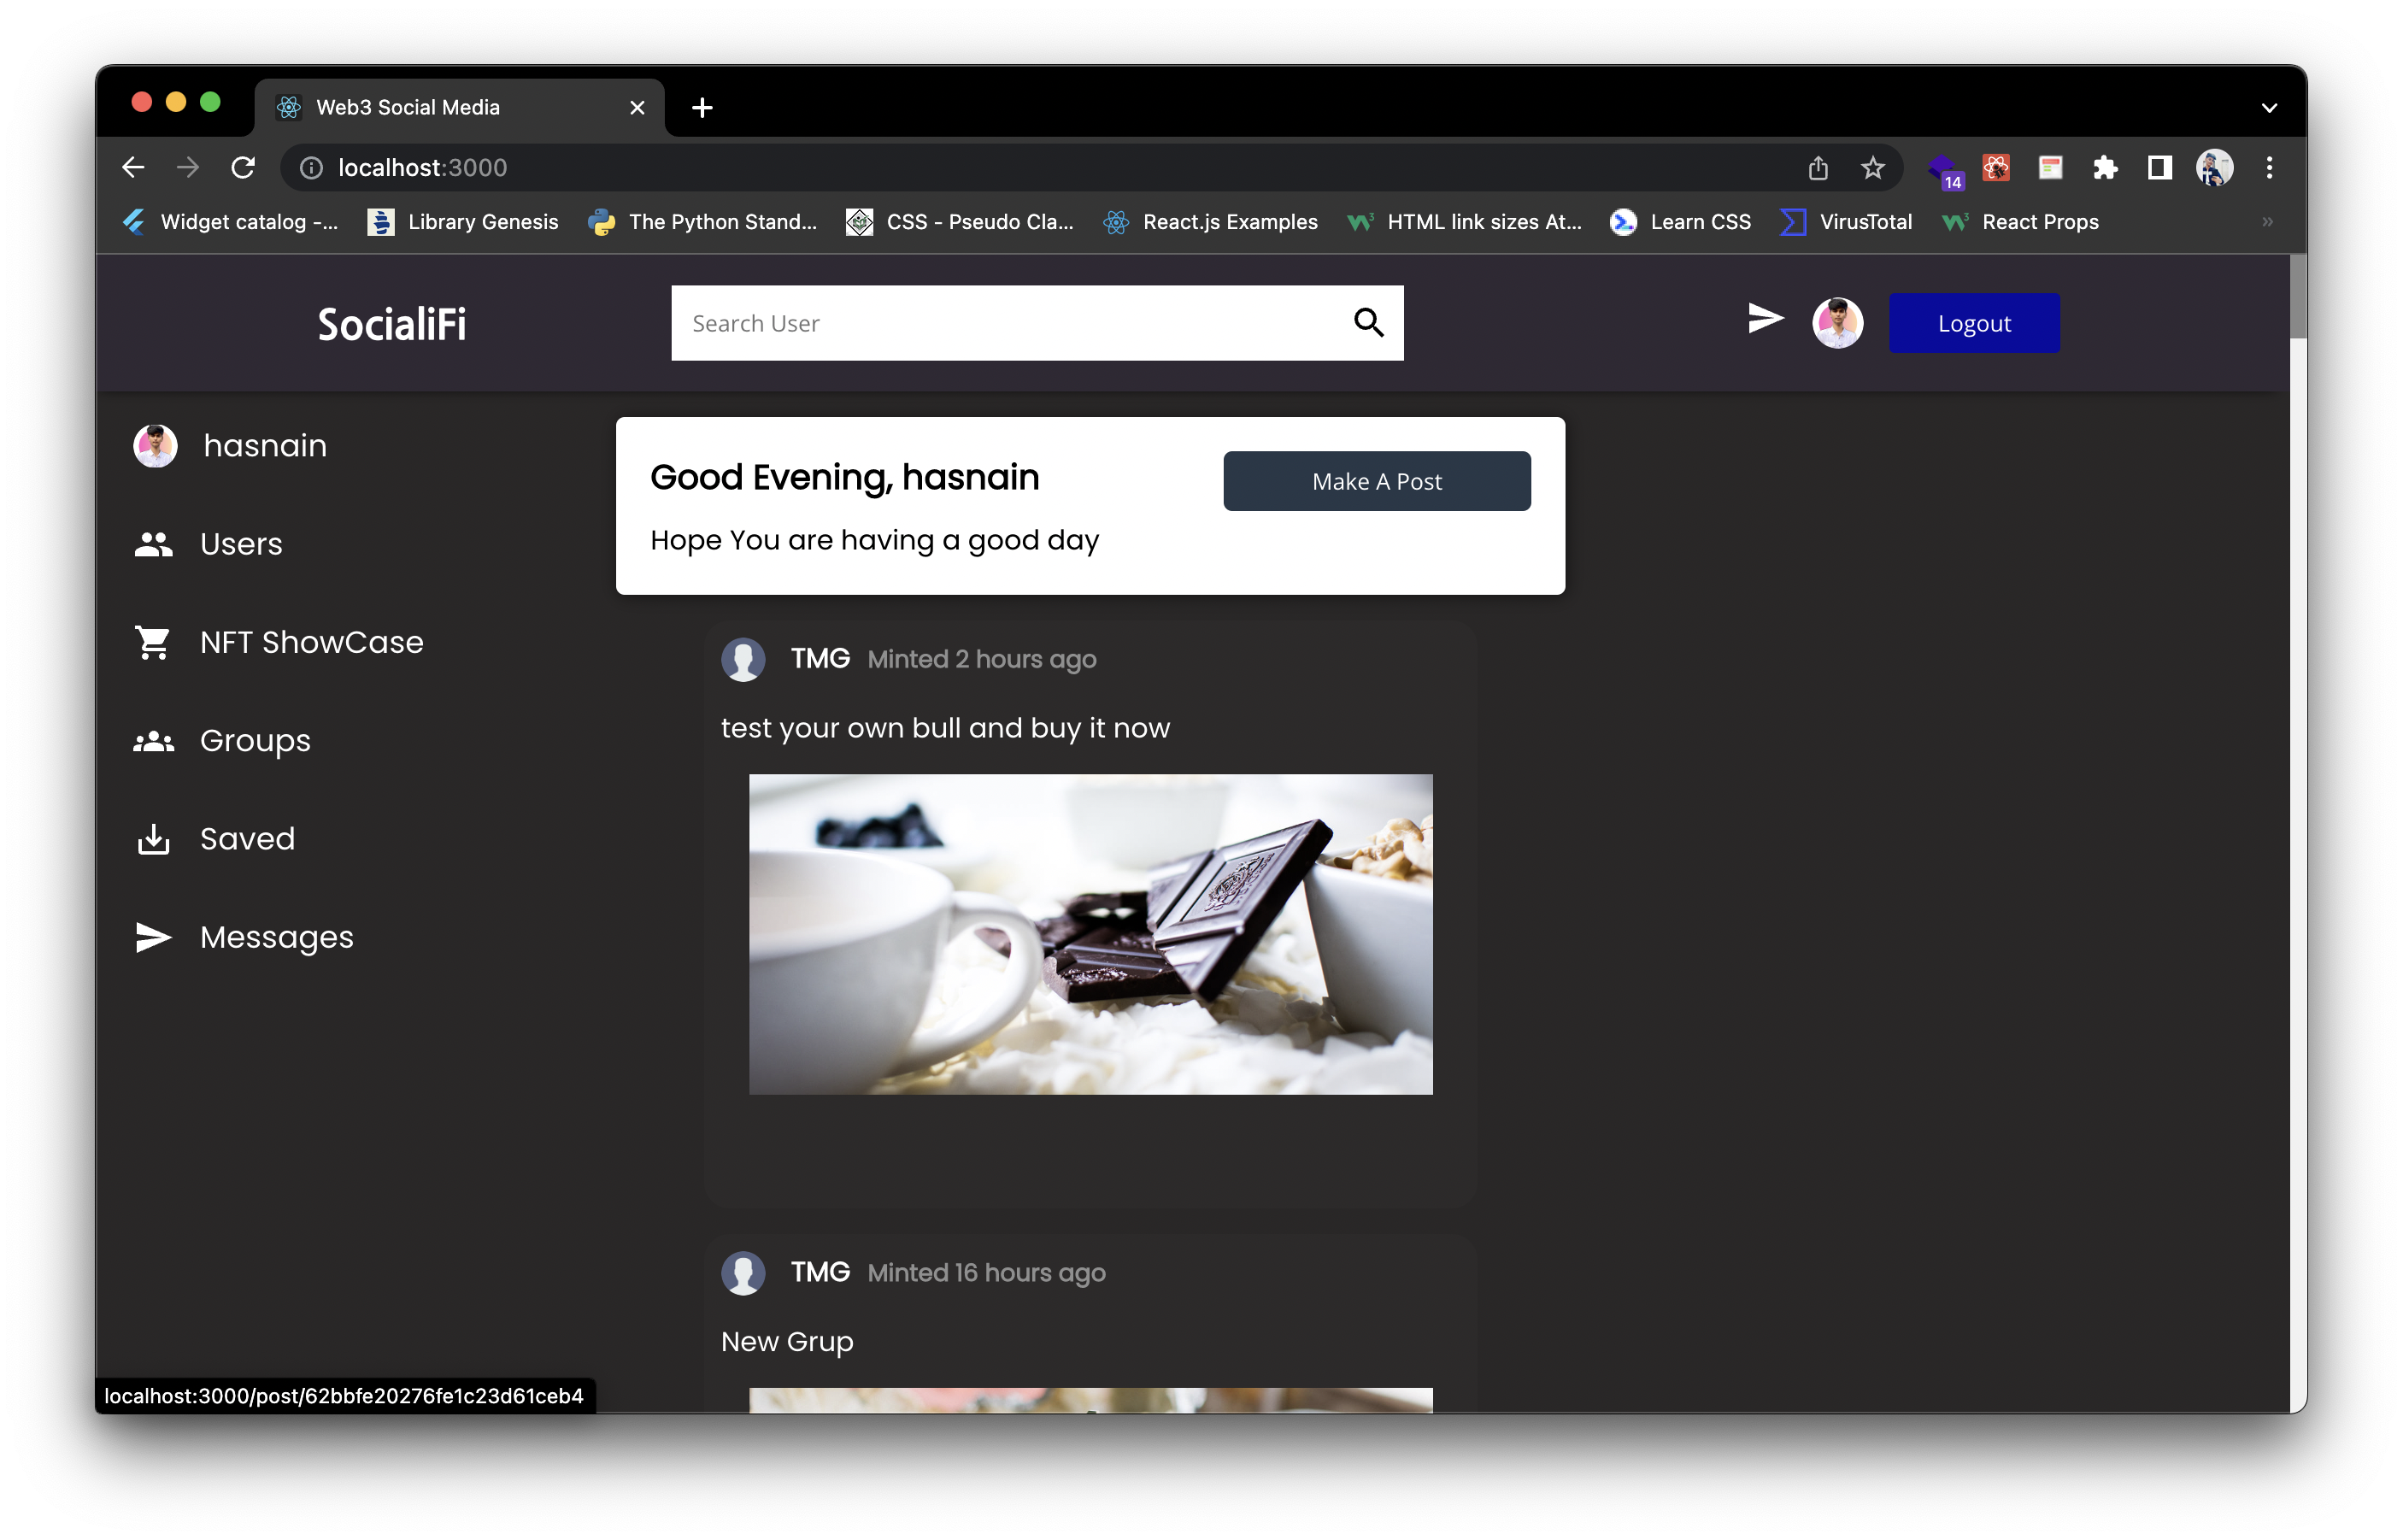 Web3 Social Media
localhost:3000
14
Widget catalog -...
Library Genesis
The Python Stand...
CSS - Pseudo Cla...
React.js Examples
HTML link sizes At...
Learn CSS
VirusTotal
React Props
SocialiFi
Search User
Logout
hasnain
Users
NFT ShowCase
Groups
Saved
Messages
Good Evening, hasnain
Make A Post
Hope You are having a good day
TMG Minted 2 hours ago
test your own bull and buy it now
TMG Minted 16 hours ago
New Grup
localhost:3000/post/62bbfe20276fe1c23d61ceb4